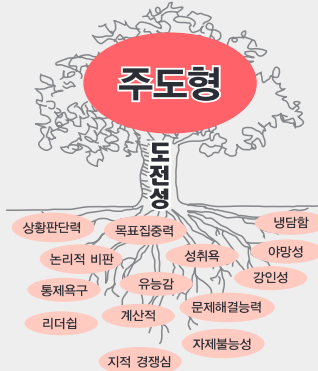 주도형
도전성
상황판단력
목표집중력
냉담함
논리적 비판
성취욕
야망성
통제욕구
유능감
강인성
리더쉽
계산적
문제해결능력
지적 경쟁심
자제불능성